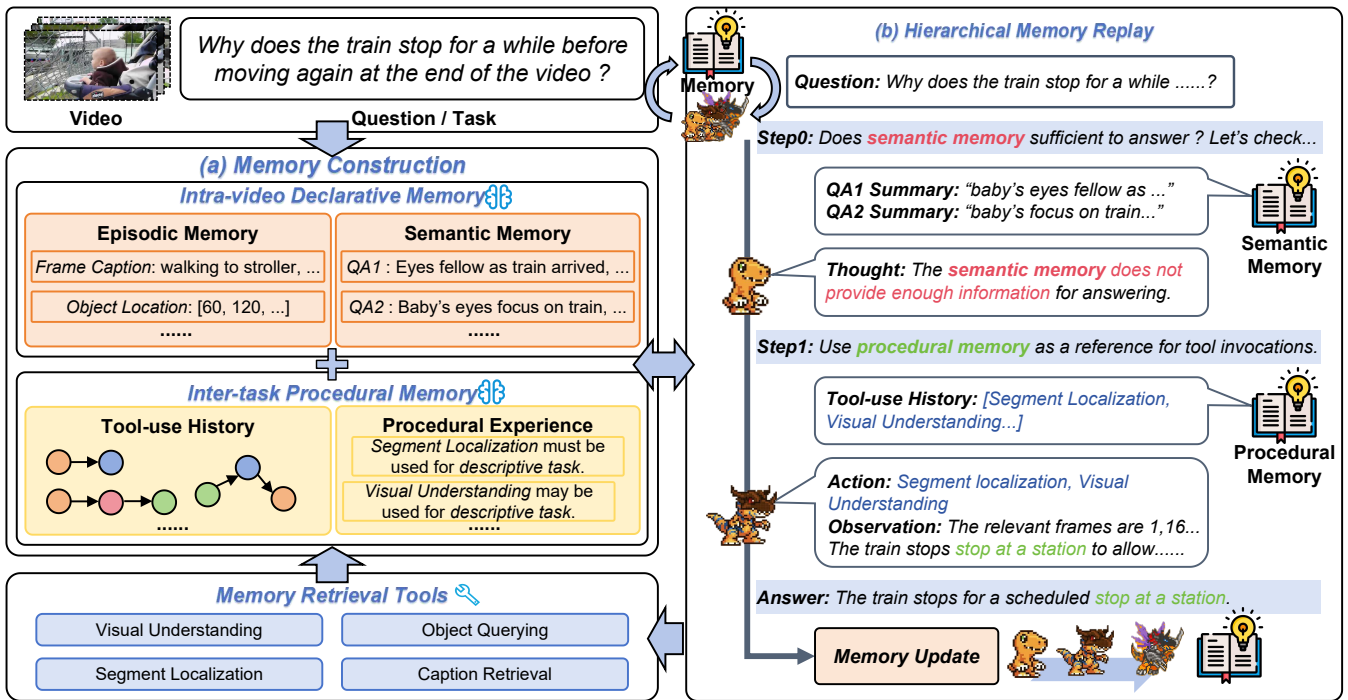 Why does the train stop for a while before
moving again at the end of the video ?
Video
Question / Task
(a) Memory Construction
Intra-video Declarative Memory
Episodic Memory
Frame Caption: walking to stroller, ...
Object Location: [60, 120, ...]
......
Semantic Memory
QA1 : Eyes fellow as train arrived, ...
QA2 : Baby's eyes focus on train, ...
......
Inter-task Procedural Memory
Tool-use History
......
Procedural Experience
Segment Localization must be
used for descriptive task.
Visual Understanding may be
used for descriptive task.
......
Memory Retrieval Tools
Visual Understanding
Object Querying
Segment Localization
Caption Retrieval
Memory
(b) Hierarchical Memory Replay
Question: Why does the train stop for a while ......?
Step0: Does semantic memory sufficient to answer ? Let's check...
QA1 Summary: "baby's eyes fellow as ..."
QA2 Summary: "baby's focus on train..."
Semantic
Memory
Thought: The semantic memory does not
provide enough information for answering.
Step1: Use procedural memory as a reference for tool invocations.
Tool-use History: [Segment Localization,
Visual Understanding...]
Procedural
Memory
Action: Segment localization, Visual
Understanding
Observation: The relevant frames are 1,16...
The train stops stop at a station to allow......
Answer: The train stops for a scheduled stop at a station.
Memory Update